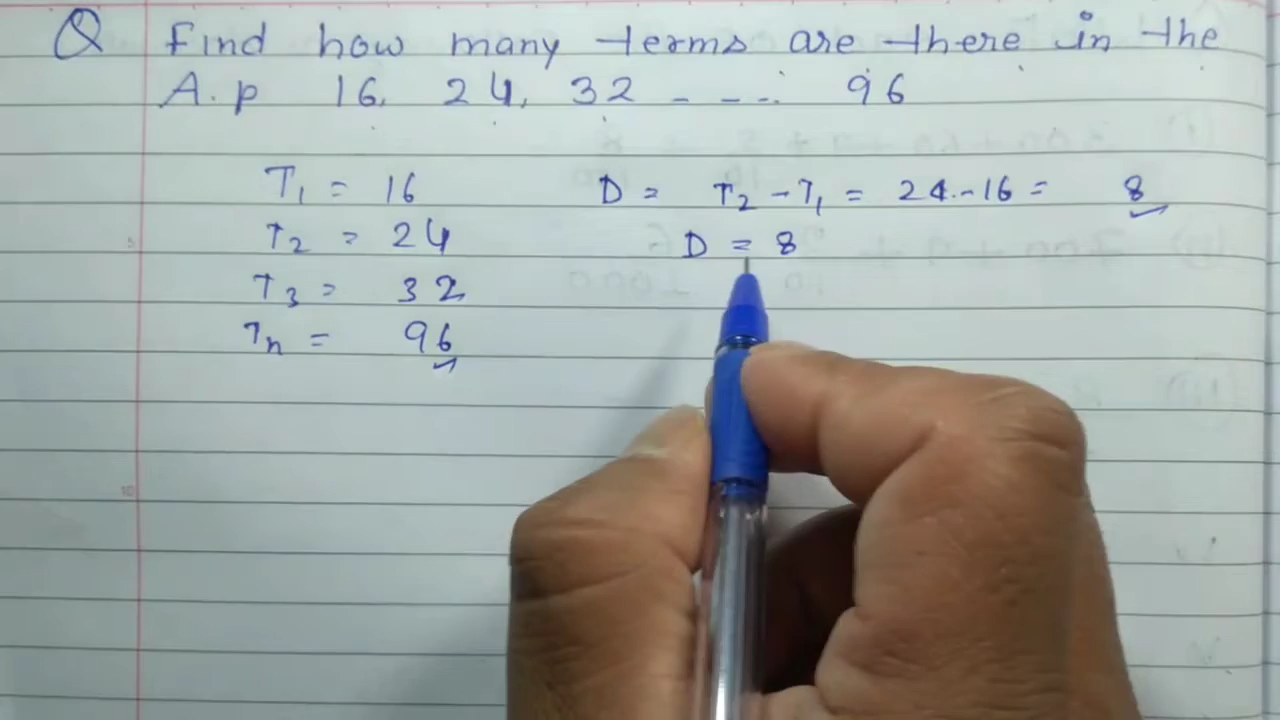 Q Find how many terms are there in the
A.p 16, 24, 32 - - - . 96
T1 = 16 D = T2 - T1 = 24 - 16 = 8
T2 = 24 D = 8
T3 = 32
Tn = 96